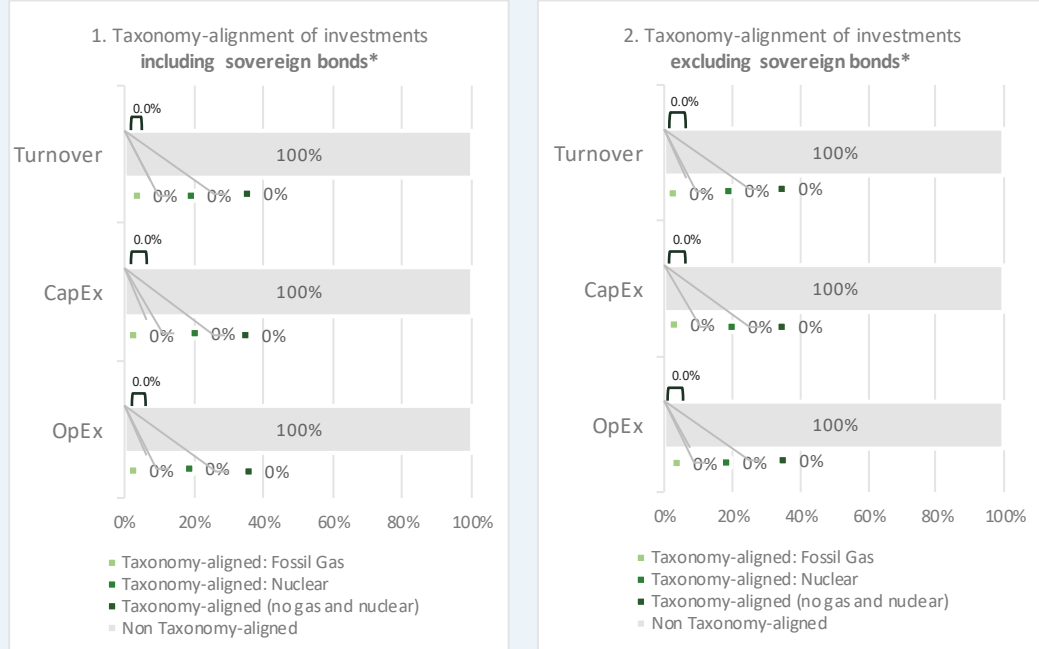 1. Taxonomy-alignment of investments
including sovereign bonds*
0.0%
Turnover
100%
0%
0%
0%
0.0%
CapEx
100%
0%
0%
0%
0.0%
OpEx
100%
0%
0%
0%
0%
20%
40%
60%
80%
100%
Taxonomy-aligned: Fossil Gas
Taxonomy-aligned: Nuclear
Taxonomy-aligned (no gas and nuclear)
Non Taxonomy-aligned
2. Taxonomy-alignment of investments
excluding sovereign bonds*
0.0%
Turnover
100%
0%
0%
0%
0.0%
CapEx
100%
0%
0%
0%
0.0%
OpEx
100%
0%
0%
0%
0%
20%
40%
60%
80%
100%
Taxonomy-aligned: Fossil Gas
Taxonomy-aligned: Nuclear
Taxonomy-aligned (no gas and nuclear)
Non Taxonomy-aligned